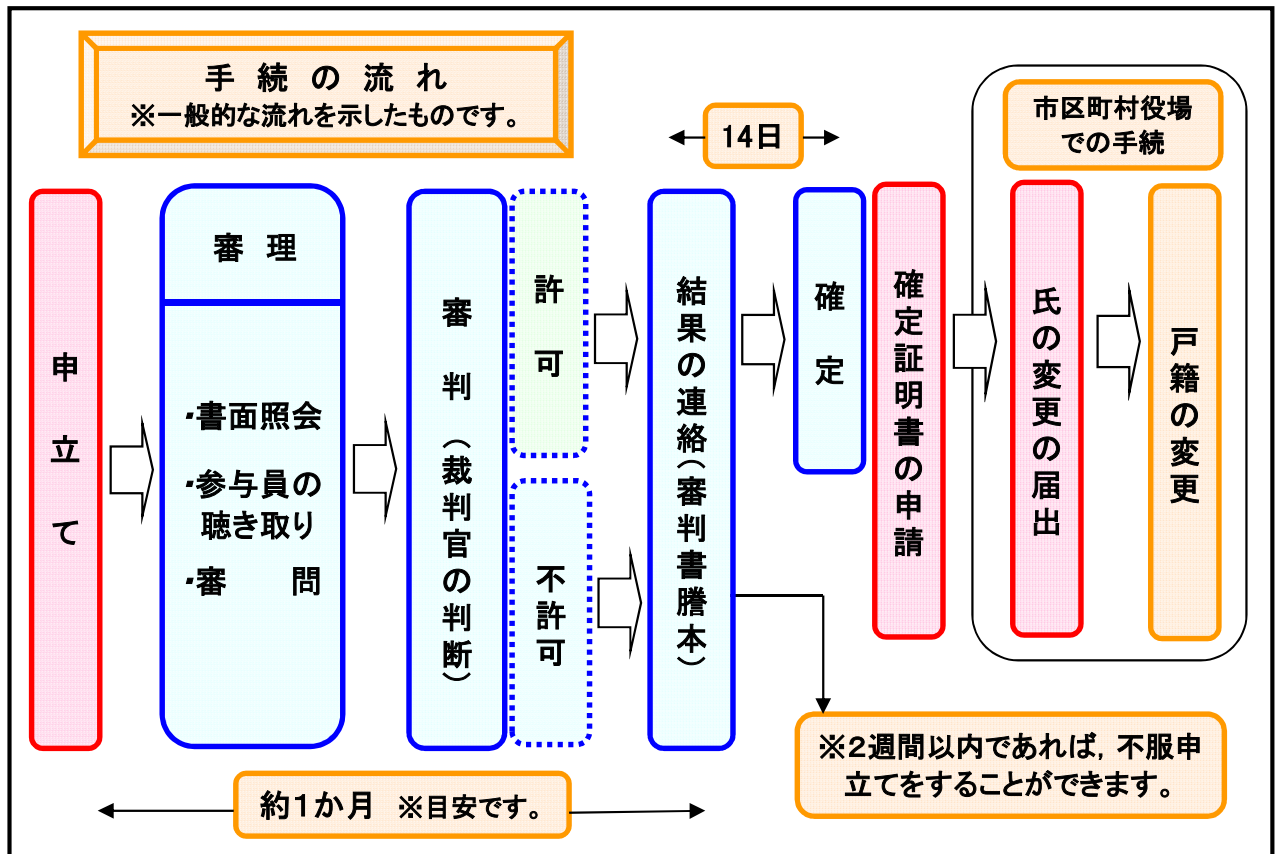 手続の流れ
※一般的な流れを示したものです。
14日
市区町村役場
での手続
申立て
審理
・書面照会
・参与員の
聴き取り
・審問
審判（裁判官の判断）
許可
不許可
結果の連絡（審判書謄本）
確定
確定証明書の申請
氏の変更の届出
戸籍の変更
※２週間以内であれば，不服申
立てをすることができます。
約１か月 ※目安です。